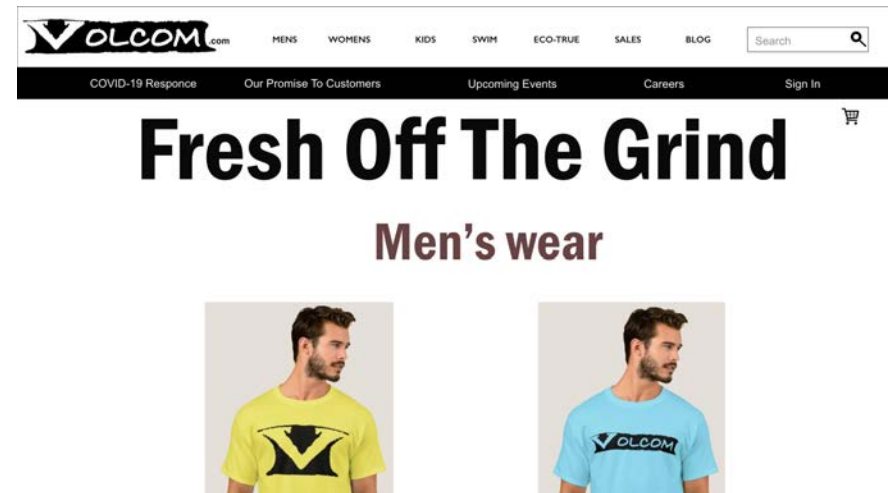 VOLCOM.com
MENS WOMENS KIDS SWIM ECO-TRUE SALES BLOG Search
COVID-19 Responce Our Promise To Customers Upcoming Events Careers Sign In
Fresh Off The Grind
Men's wear
VOLCOM